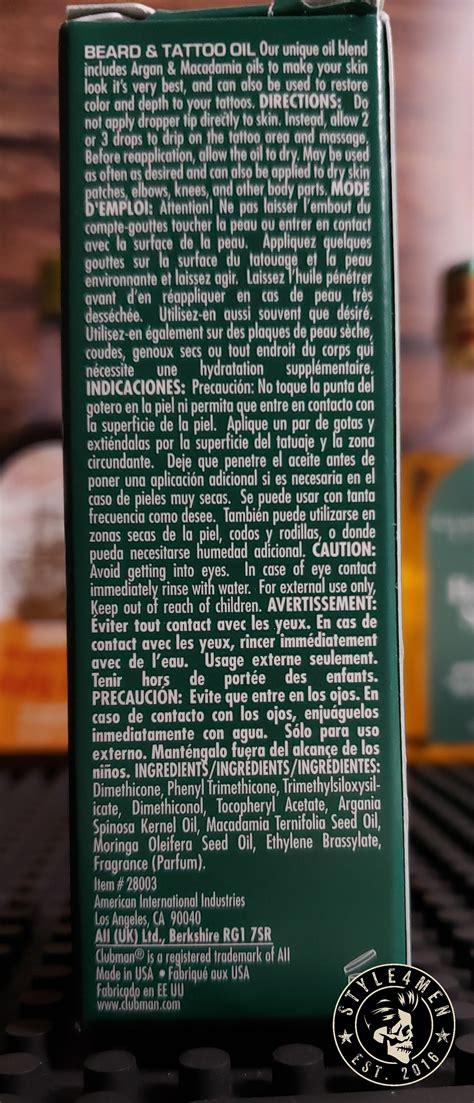 BEARD & TATTOO OIL Our unique oil blend
includes Argan & Macadamia oils to make your skin
look it's very best, and can also be used to restore
color and depth to your tattoos. DIRECTIONS: Do
not apply dropper tip directly to skin. Instead, allow 2
or 3 drops to drip on the tattoo area and massage.
Before reapplication, allow the oil to dry. May be used
as often as desired and can also be applied to dry skin
patches, elbows, knees, and other body parts. MODE
D'EMPLOI: Attention! Ne pas laisser l'embout du
compte-gouttes toucher la peau ou entrer en contact
avec la surface de la peau. Appliquez quelques
gouttes sur la surface du tatouage et la peau
environnante et laissez agir. Laissez l'huile pénétrer
avant d'en réappliquer en cas de peau très
desséchée. Utilisez-en aussi souvent que désiré.
Utilisez-en également sur des plaques de peau sèche,
coudes, genoux secs ou tout endroit du corps qui
nécessite une hydratation supplémentaire.
INDICACIONES: Precaución: No toque la punta del
gotero en la piel ni permita que entre en contacto con
la superficie de la piel. Aplique un par de gotas y
extiéndalas por la superficie del tatuaje y la zona
circundante. Deje que penetre el aceite antes de
poner una aplicación adicional si es necesaria en el
caso de pieles muy secas. Se puede usar con tanta
frecuencia como desee. También puede utilizarse en
zonas secas de la piel, codos y rodillas, o donde
pueda necesitarse humedad adicional. CAUTION:
Avoid getting into eyes. In case of eye contact
immediately rinse with water. For external use only,
Keep out of reach of children. AVERTISSEMENT:
Éviter tout contact avec les yeux. En cas de
contact avec les yeux, rincer immédiatement
avec de l'eau. Usage externe seulement.
Tenir hors de portée des enfants.
PRECAUCIÓN: Evite que entre en los ojos. En
caso de contacto con los ojos, enjuáguelos
inmediatamente con agua. Sólo para uso
externo. Manténgalo fuera del alcance de los
niños. INGREDIENTS/INGRÉDIENTS/INGREDIENTES:
Dimethicone, Phenyl Trimethicone, Trimethylsiloxysil-
icate, Dimethiconol, Tocopheryl Acetate, Argania
Spinosa Kernel Oil, Macadamia Ternifolia Seed Oil,
Moringa Oleifera Seed Oil, Ethylene Brassylate,
Fragrance (Parfum).
Item # 28003
American International Industries
Los Angeles, CA 90040
AII (UK) Ltd., Berkshire RG1 7SR
Clubman® is a registered trademark of AII
Made in USA • Fabriqué aux USA
Fabricado en EE UU
www.clubman.com
STYLE4MEN
EST. 2016